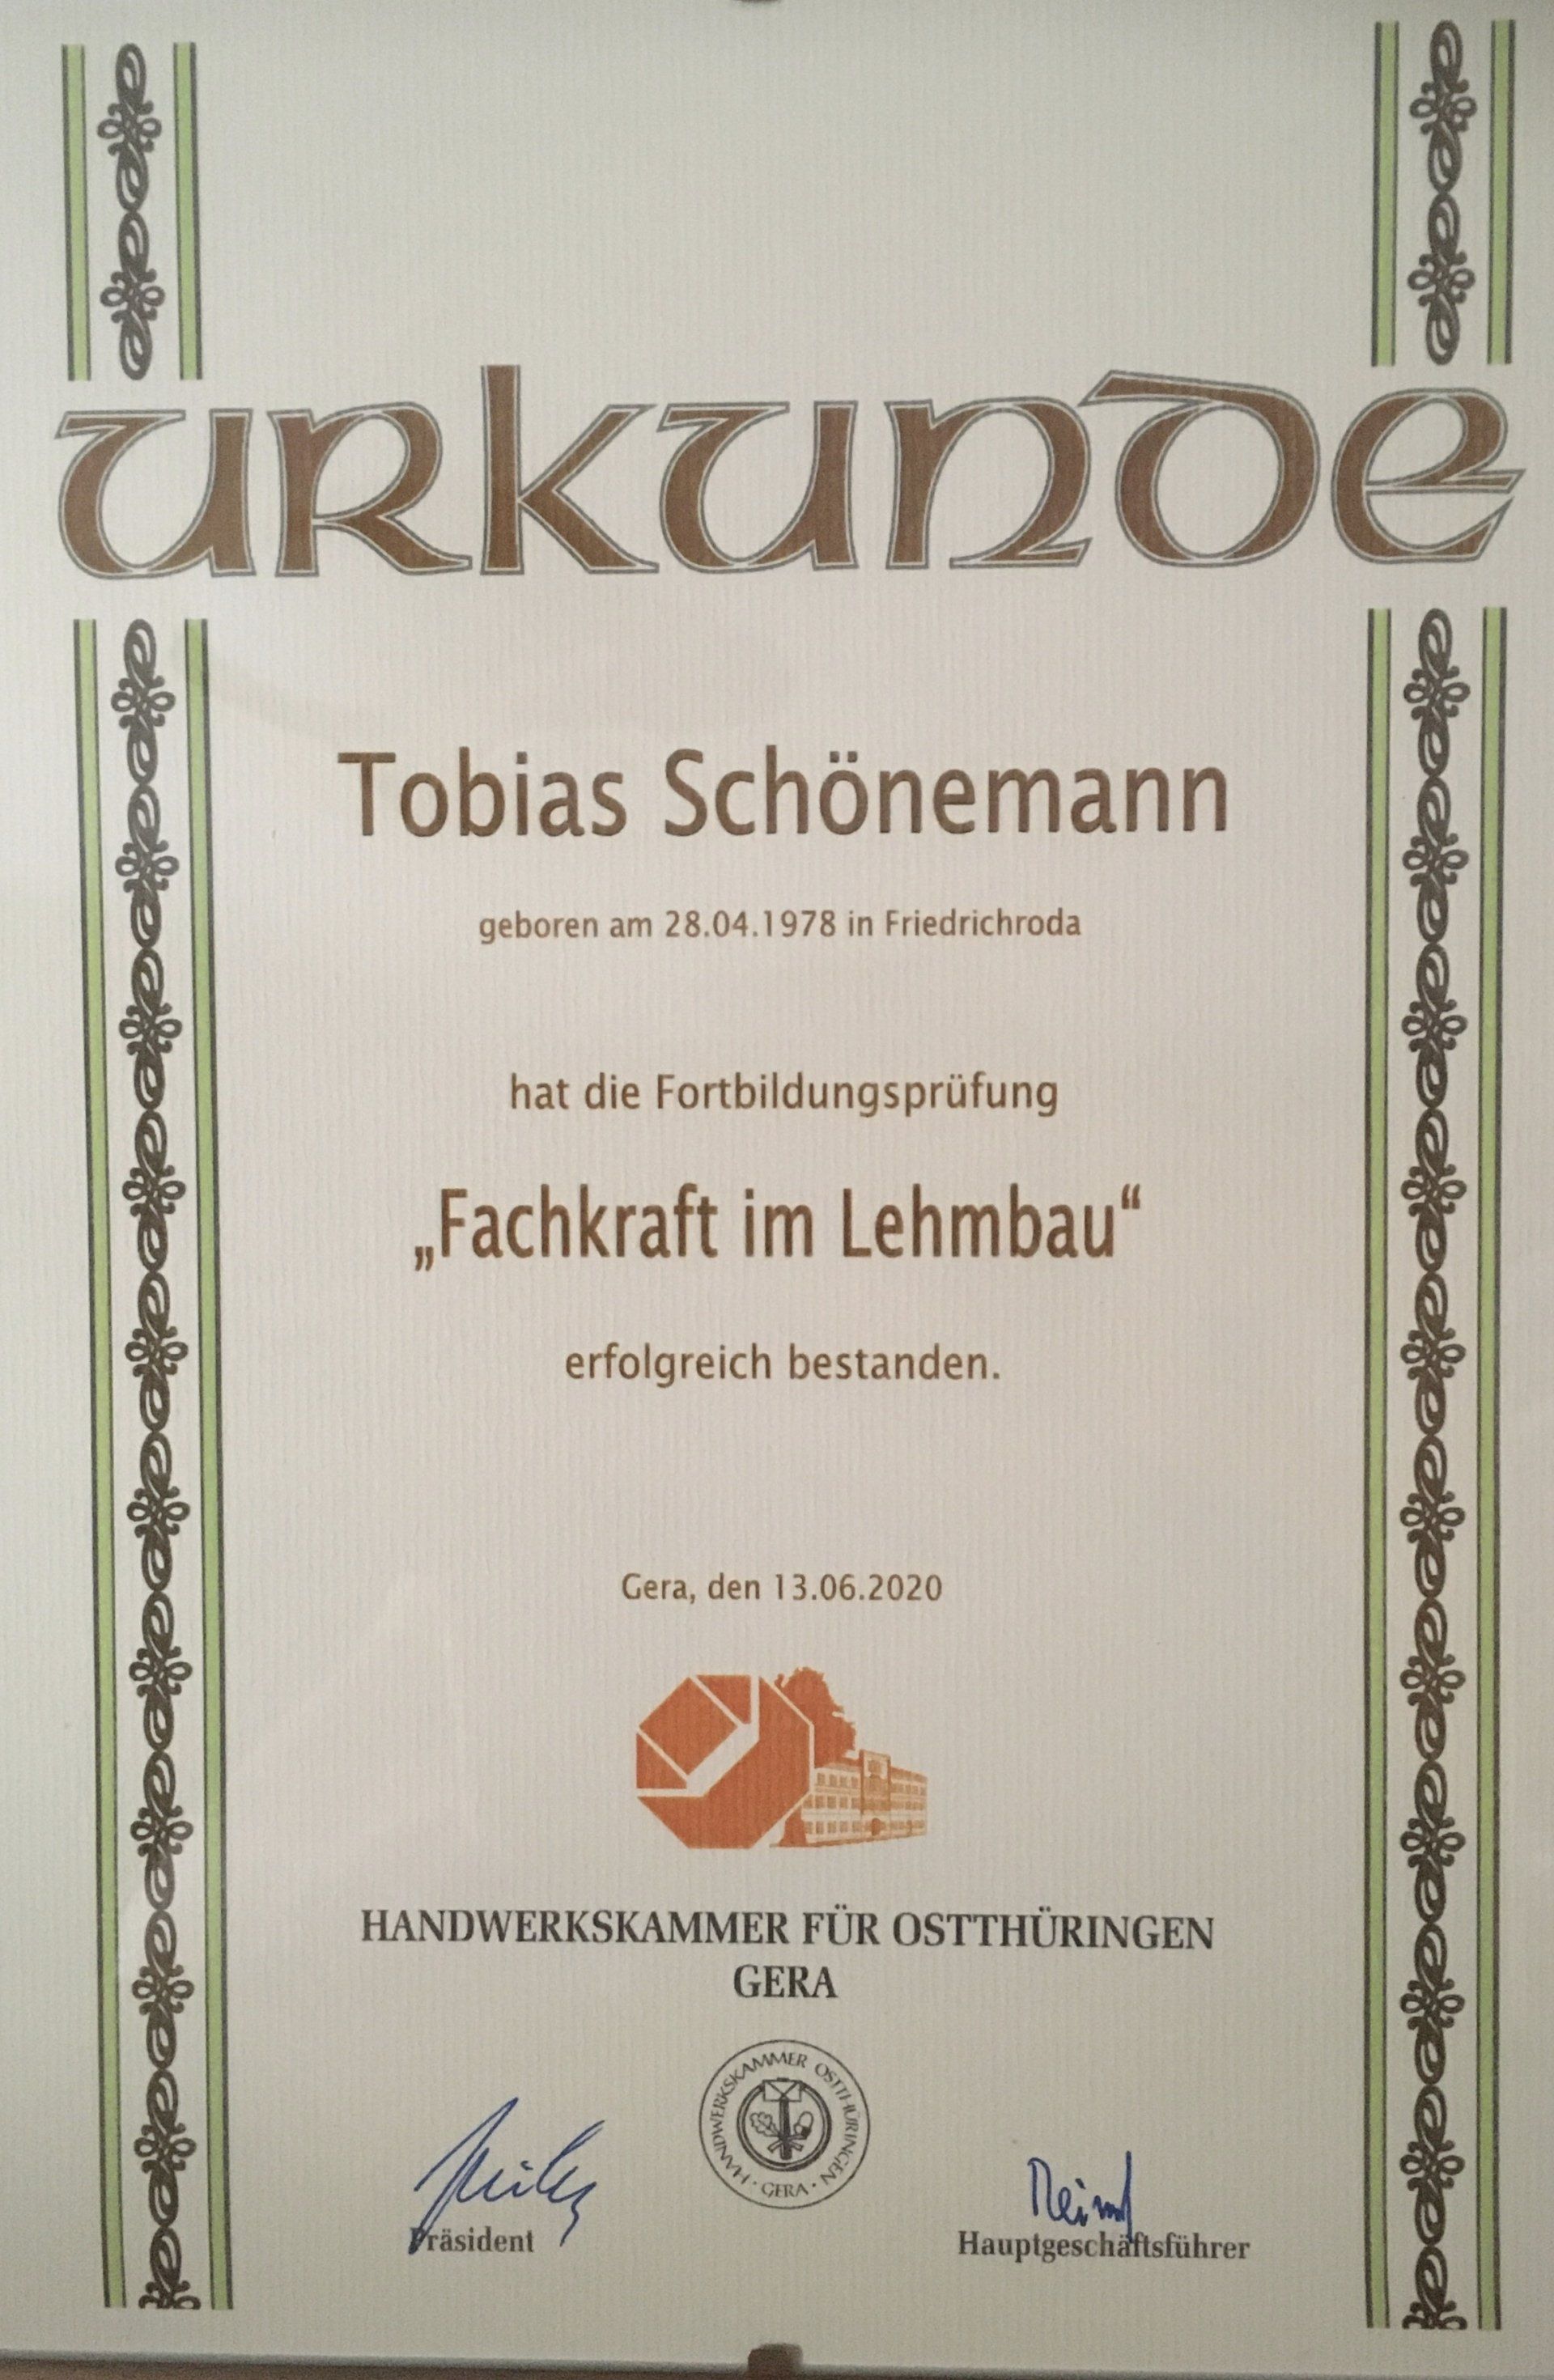 URKUNDE
Tobias Schönemann
geboren am 28.04.1978 in Friedrichroda
hat die Fortbildungsprüfung
„Fachkraft im Lehmbau“
erfolgreich bestanden.
Gera, den 13.06.2020
HANDWERKSKAMMER FÜR OSTTHÜRINGEN
GERA
HANDWERKSKAMMER OSTTHÜRINGEN
· GERA ·
Präsident
Hauptgeschäftsführer